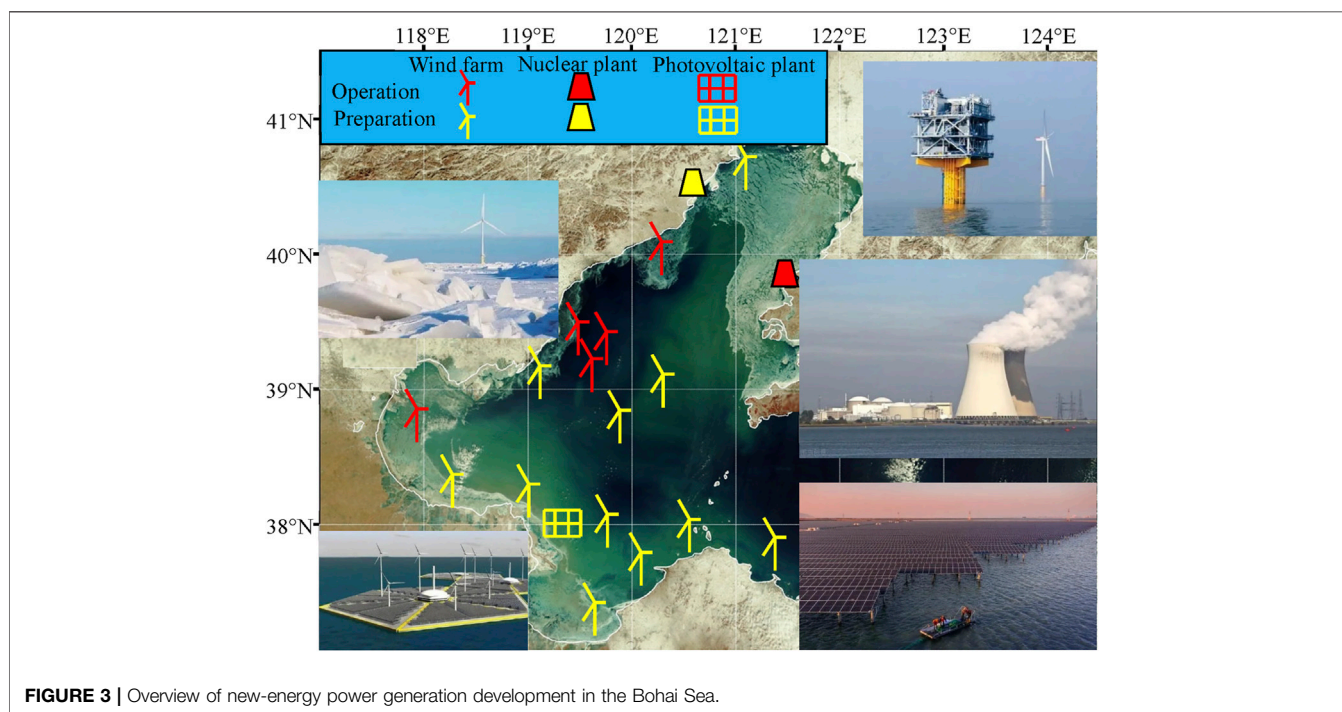 118°E 119°E 120°E 121°E 122°E 123°E 124°E
Wind farm Nuclear plant Photovoltaic plant
Operation
Preparation
41°N
40°N
39°N
38°N
FIGURE 3 | Overview of new-energy power generation development in the Bohai Sea.